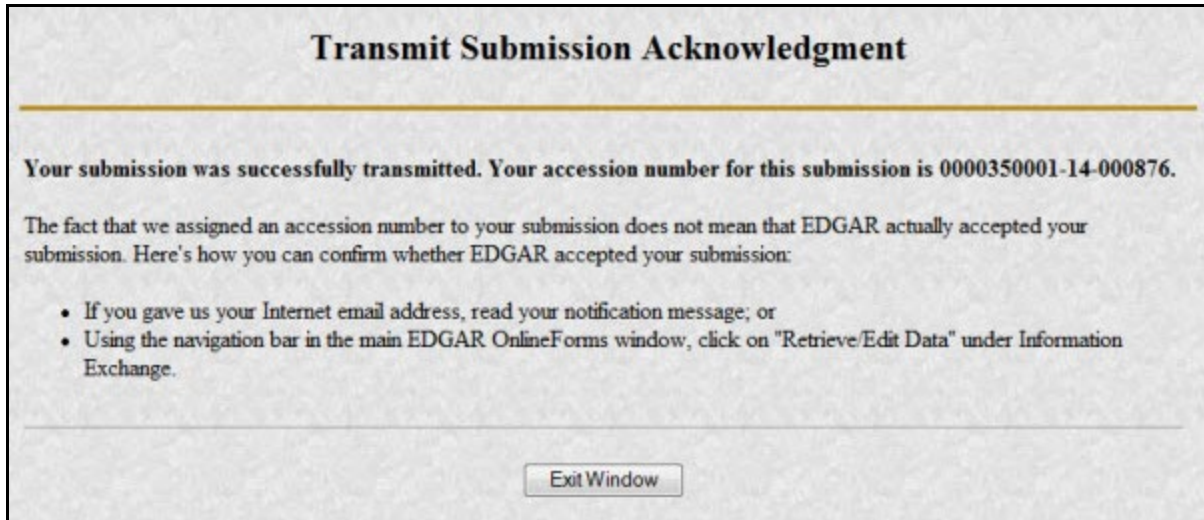 Transmit Submission Acknowledgment
Your submission was successfully transmitted. Your accession number for this submission is 0000350001-14-000876.
The fact that we assigned an accession number to your submission does not mean that EDGAR actually accepted your
submission. Here's how you can confirm whether EDGAR accepted your submission:
• If you gave us your Internet email address, read your notification message; or
• Using the navigation bar in the main EDGAR OnlineForms window, click on "Retrieve/Edit Data" under Information
Exchange.
Exit Window